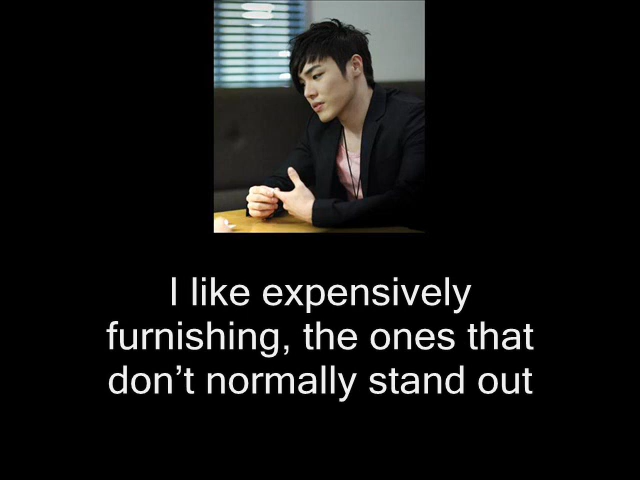 I like expensively
furnishing, the ones that
don’t normally stand out